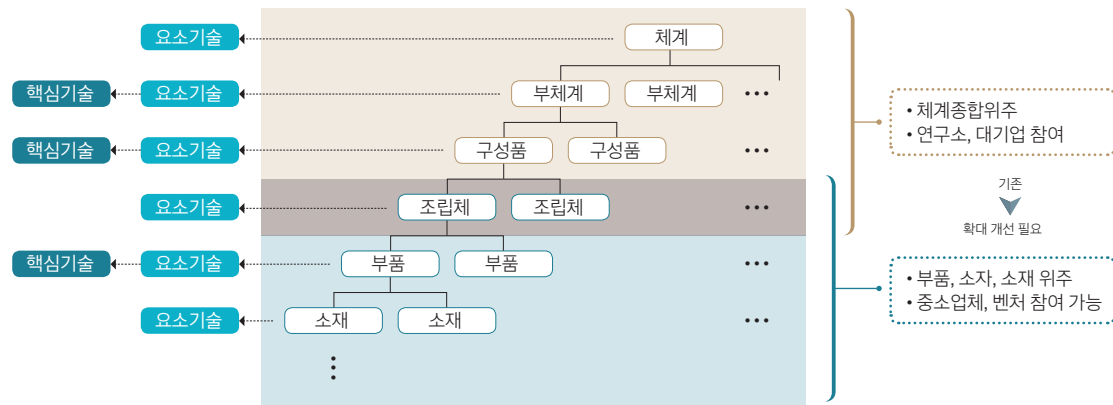 요소기술
체계
핵심기술 요소기술 부체계 부체계 •••
핵심기술 요소기술 구성품 구성품 •••
요소기술 조립체 조립체 •••
핵심기술 요소기술 부품 부품 •••
요소기술 소재 소재 •••
• 체계종합위주
• 연구소, 대기업 참여
기존
확대 개선 필요
• 부품, 소자, 소재 위주
• 중소업체, 벤처 참여 가능